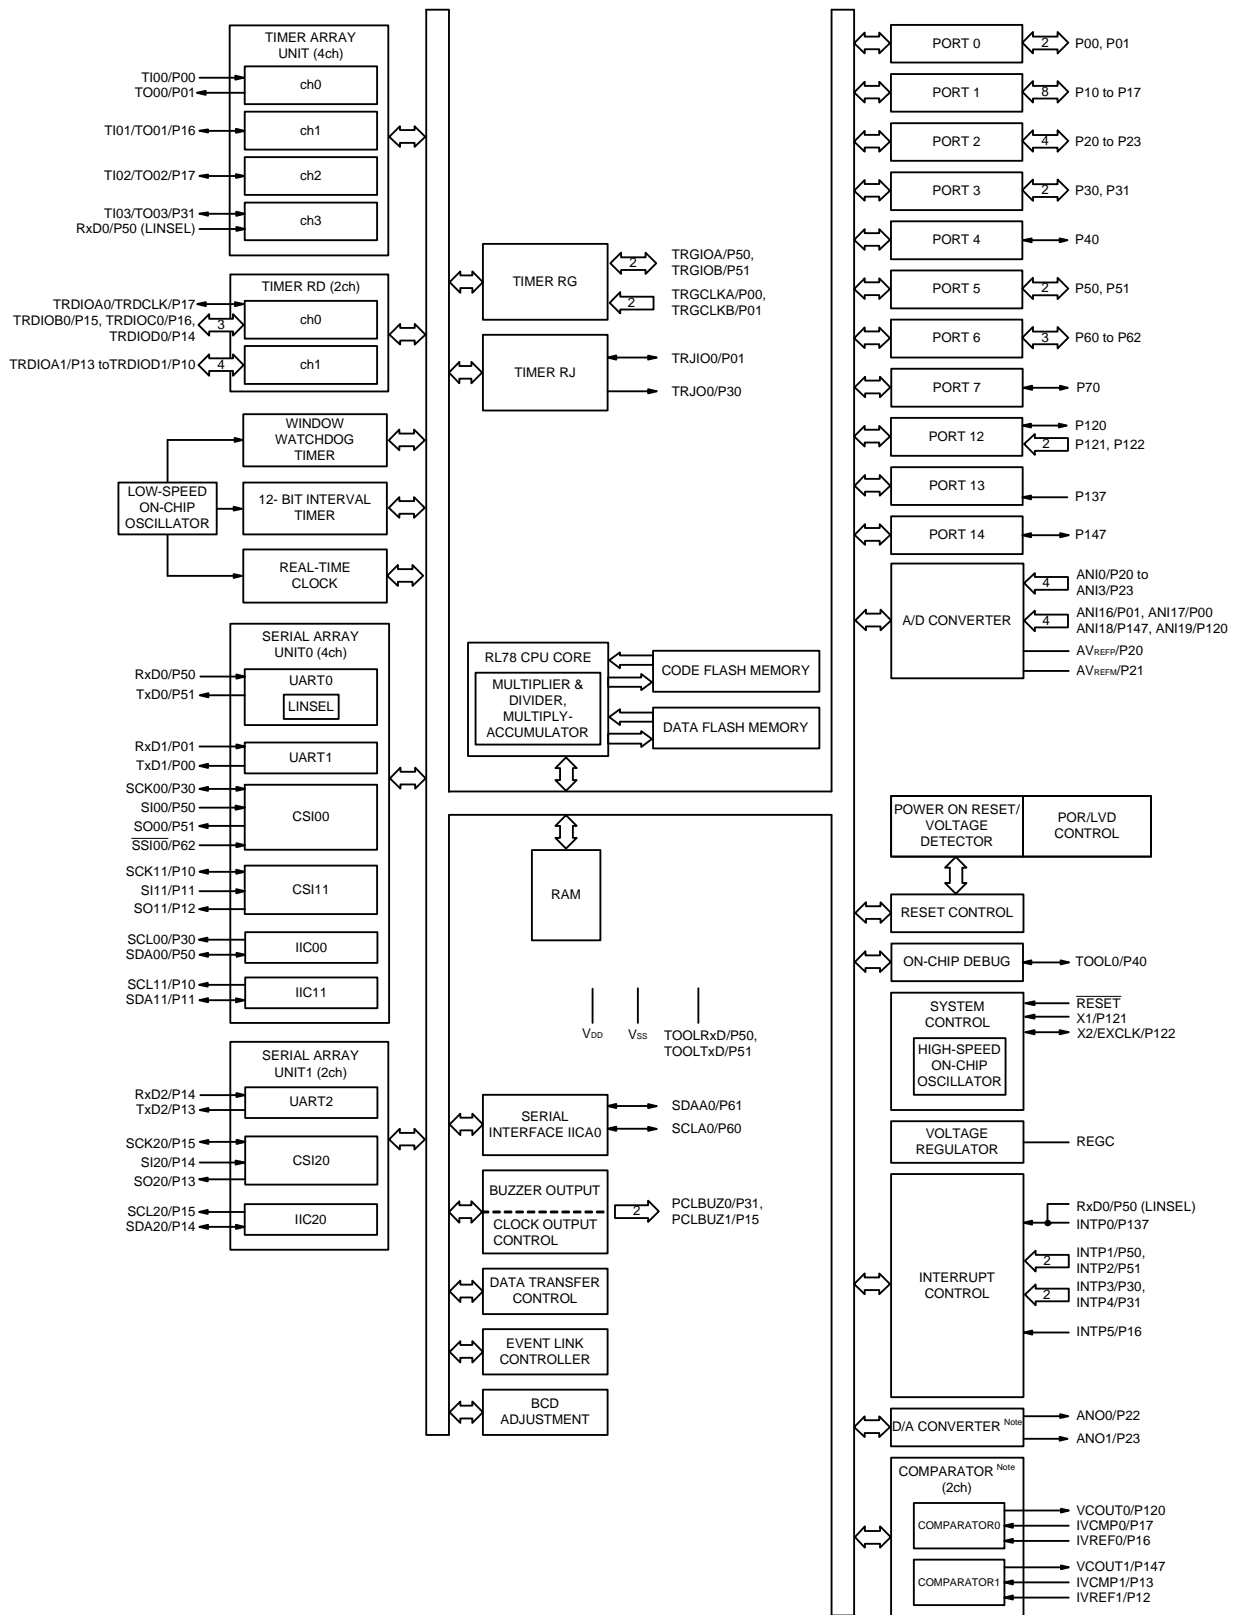 TIMER ARRAY
UNIT (4ch)
TI00/P00
TO00/P01
ch0
TI01/TO01/P16
ch1
TI02/TO02/P17
ch2
TI03/TO03/P31
RxD0/P50 (LINSEL)
ch3
TIMER RD (2ch)
TRDIOA0/TRDCLK/P17
TRDIOB0/P15, TRDIOC0/P16,
TRDIOD0/P14
3
ch0
TRDIOA1/P13 toTRDIOD1/P10
4
ch1
WINDOW
WATCHDOG
TIMER
LOW-SPEED
ON-CHIP
OSCILLATOR
12- BIT INTERVAL
TIMER
REAL-TIME
CLOCK
SERIAL ARRAY
UNIT0 (4ch)
RxD0/P50
TxD0/P51
UART0
LINSEL
RxD1/P01
TxD1/P00
UART1
SCK00/P30
SI00/P50
SO00/P51
SSI00/P62
CSI00
SCK11/P10
SI11/P11
SO11/P12
CSI11
SCL00/P30
SDA00/P50
IIC00
SCL11/P10
SDA11/P11
IIC11
SERIAL ARRAY
UNIT1 (2ch)
RxD2/P14
TxD2/P13
UART2
SCK20/P15
SI20/P14
SO20/P13
CSI20
SCL20/P15
SDA20/P14
IIC20
TIMER RG
2
TRGIOA/P50,
TRGIOB/P51
2
TRGCLKA/P00,
TRGCLKB/P01
TIMER RJ
TRJIO0/P01
TRJO0/P30
RL78 CPU CORE
MULTIPLIER &
DIVIDER,
MULTIPLY-
ACCUMULATOR
CODE FLASH MEMORY
DATA FLASH MEMORY
RAM
VDD
VSS
TOOLRxD/P50,
TOOLTxD/P51
SERIAL
INTERFACE IICA0
SDAA0/P61
SCLA0/P60
BUZZER OUTPUT
CLOCK OUTPUT
CONTROL
2
PCLBUZ0/P31,
PCLBUZ1/P15
DATA TRANSFER
CONTROL
EVENT LINK
CONTROLLER
BCD
ADJUSTMENT
PORT 0
2
P00, P01
PORT 1
8
P10 to P17
PORT 2
4
P20 to P23
PORT 3
2
P30, P31
PORT 4
P40
PORT 5
2
P50, P51
PORT 6
3
P60 to P62
PORT 7
P70
PORT 12
P120
2
P121, P122
PORT 13
P137
PORT 14
P147
A/D CONVERTER
4
ANI0/P20 to
ANI3/P23
4
ANI16/P01, ANI17/P00
ANI18/P147, ANI19/P120
AVREFP/P20
AVREFM/P21
POWER ON RESET/
VOLTAGE
DETECTOR
POR/LVD
CONTROL
RESET CONTROL
ON-CHIP DEBUG
TOOL0/P40
SYSTEM
CONTROL
HIGH-SPEED
ON-CHIP
OSCILLATOR
RESET
X1/P121
X2/EXCLK/P122
VOLTAGE
REGULATOR
REGC
INTERRUPT
CONTROL
RxD0/P50 (LINSEL)
INTP0/P137
2
INTP1/P50,
INTP2/P51
2
INTP3/P30,
INTP4/P31
INTP5/P16
D/A CONVERTER Note
ANO0/P22
ANO1/P23
COMPARATOR Note
(2ch)
COMPARATOR0
VCOUT0/P120
IVCMP0/P17
IVREF0/P16
COMPARATOR1
VCOUT1/P147
IVCMP1/P13
IVREF1/P12